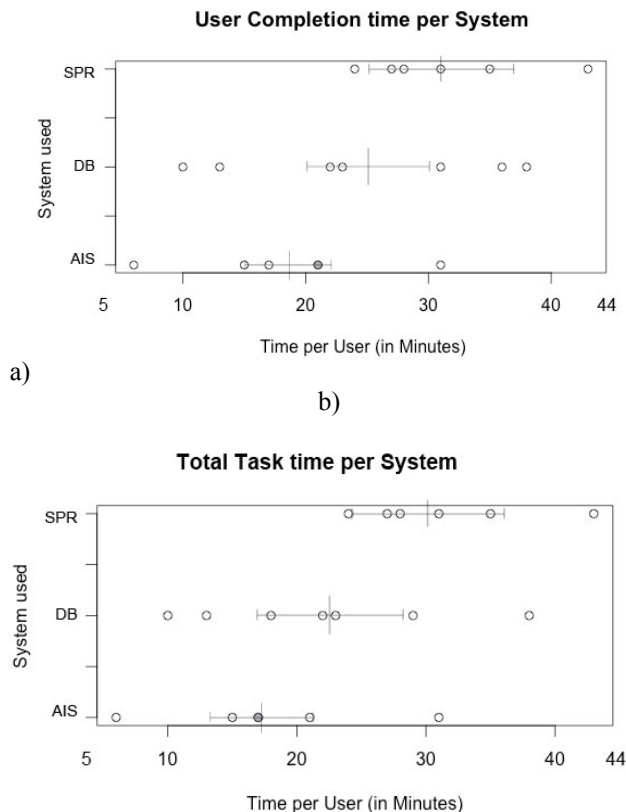 User Completion time per System
System used
SPR
DB
AIS
5 10 20 30 40 44
Time per User (in Minutes)
a)
b)
Total Task time per System
System used
SPR
DB
AIS
5 10 20 30 40 44
Time per User (in Minutes)